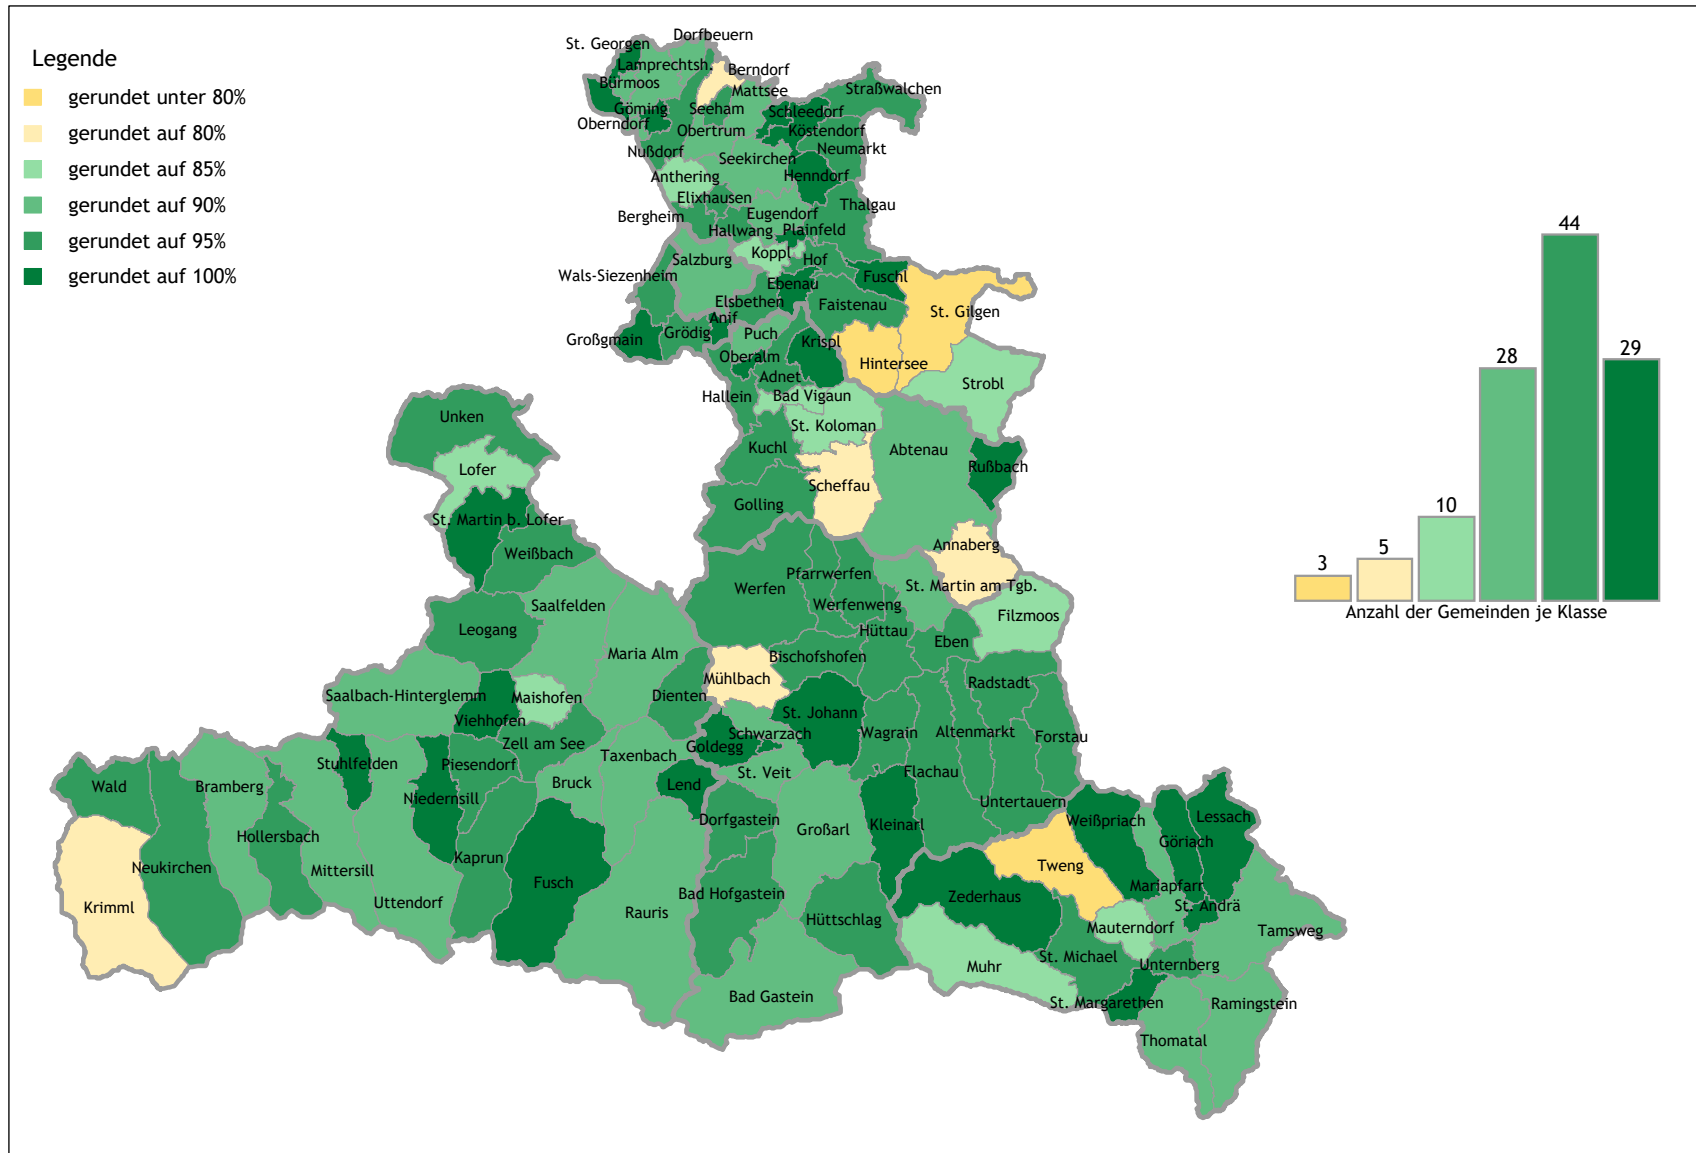 Legende
gerundet unter 80%
gerundet auf 80%
gerundet auf 85%
gerundet auf 90%
gerundet auf 95%
gerundet auf 100%
Dorfbeuern
St. Georgen
Lamprechtsh.
Berndorf
Bürmoos
Mattsee
Straßwalchen
Göming
Seeham
Schleedorf
Oberndorf
Obertrum
Köstendorf
Nußdorf
Neumarkt
Seekirchen
Anthering
Henndorf
Elixhausen
Thalgau
Bergheim
Eugendorf
Hallwang
Plainfeld
Koppl
Salzburg
Hof
Wals-Siezenheim
Fuschl
Ebenau
Elsbethen
Faistenau
St. Gilgen
Anif
Großgmain
Grödig
Puch
Krispl
Oberalm
Hintersee
Adnet
Strobl
Hallein
Bad Vigaun
St. Koloman
Unken
Kuchl
Abtenau
Lofer
Rußbach
Scheffau
Golling
St. Martin b. Lofer
Annaberg
Weißbach
Pfarrwerfen
Werfen
St. Martin am Tgb.
Saalfelden
Werfenweng
Filzmoos
Leogang
Hüttau
Eben
Maria Alm
Bischofshofen
Mühlbach
Radstadt
Saalbach-Hinterglemm
Maishofen
Dienten
St. Johann
Viehhofen
Schwarzach
Wagrain
Altenmarkt
Forstau
Zell am See
Goldegg
Taxenbach
Stuhlfelden
Piesendorf
St. Veit
Flachau
Bruck
Lend
Wald
Bramberg
Niedernsill
Untertauern
Dorfgastein
Weißpriach
Lessach
Großarl
Kleinarl
Hollersbach
Göriach
Kaprun
Neukirchen
Mittersill
Tweng
Fusch
Mariapfarr
Bad Hofgastein
Zederhaus
Krimml
Uttendorf
St. Andrä
Rauris
Hüttschlag
Mauterndorf
Tamsweg
St. Michael
Muhr
Unternberg
Bad Gastein
St. Margarethen
Ramingstein
Thomatal
3
5
10
28
44
29
Anzahl der Gemeinden je Klasse